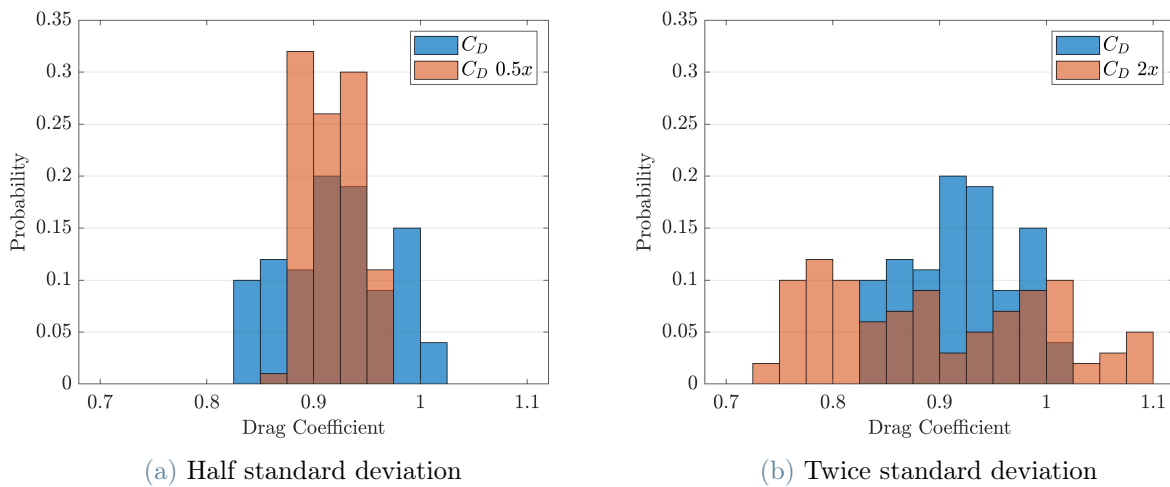 0.35
0.3
0.25
0.2
0.15
0.1
0.05
0
Probability
0.7
0.8
0.9
1
1.1
Drag Coefficient
C_D
C_D 0.5x
(a) Half standard deviation
0.35
0.3
0.25
0.2
0.15
0.1
0.05
0
Probability
0.7
0.8
0.9
1
1.1
Drag Coefficient
C_D
C_D 2x
(b) Twice standard deviation